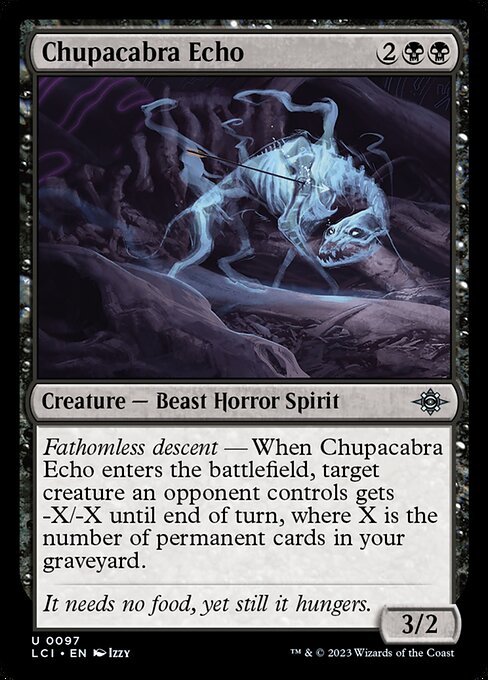 Chupacabra Echo 2
Creature — Beast Horror Spirit
Fathomless descent — When Chupacabra
Echo enters the battlefield, target
creature an opponent controls gets
-X/-X until end of turn, where X is the
number of permanent cards in your
graveyard.
It needs no food, yet still it hungers.
3/2
U 0097
LCI • EN Izzy
™ & © 2023 Wizards of the Coast